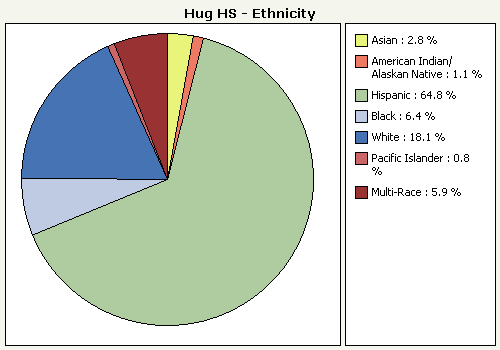 Hug HS - Ethnicity
Asian : 2.8 %
American Indian/
Alaskan Native : 1.1 %
Hispanic : 64.8 %
Black : 6.4 %
White : 18.1 %
Pacific Islander : 0.8
%
Multi-Race : 5.9 %